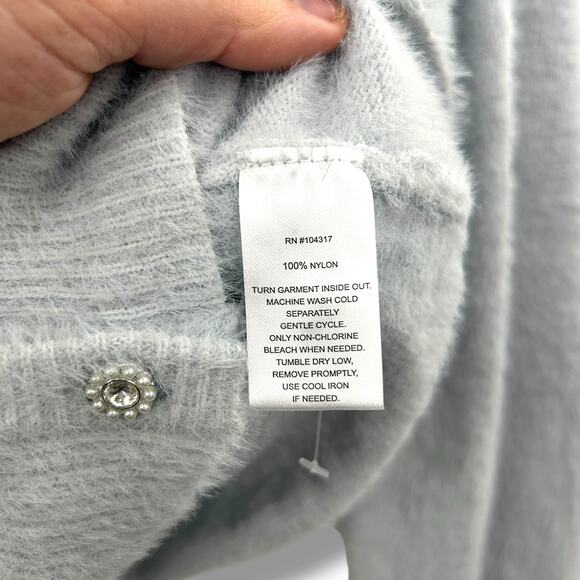 RN #104317
100% NYLON
TURN GARMENT INSIDE OUT.
MACHINE WASH COLD
SEPARATELY
GENTLE CYCLE.
ONLY NON-CHLORINE
BLEACH WHEN NEEDED.
TUMBLE DRY LOW,
REMOVE PROMPTLY,
USE COOL IRON
IF NEEDED.